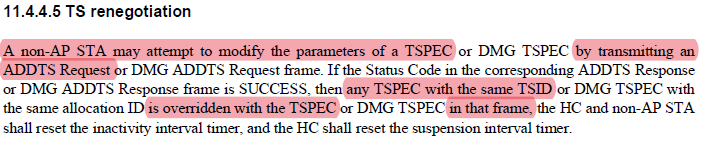 11.4.4.5 TS renegotiation
A non-AP STA may attempt to modify the parameters of a TSPEC or DMG TSPEC by transmitting an
ADDTS Request or DMG ADDTS Request frame. If the Status Code in the corresponding ADDTS Response
or DMG ADDTS Response frame is SUCCESS, then any TSPEC with the same TSID or DMG TSPEC with
the same allocation ID is overridden with the TSPEC or DMG TSPEC in that frame, the HC and non-AP STA
shall reset the inactivity interval timer, and the HC shall reset the suspension interval timer.